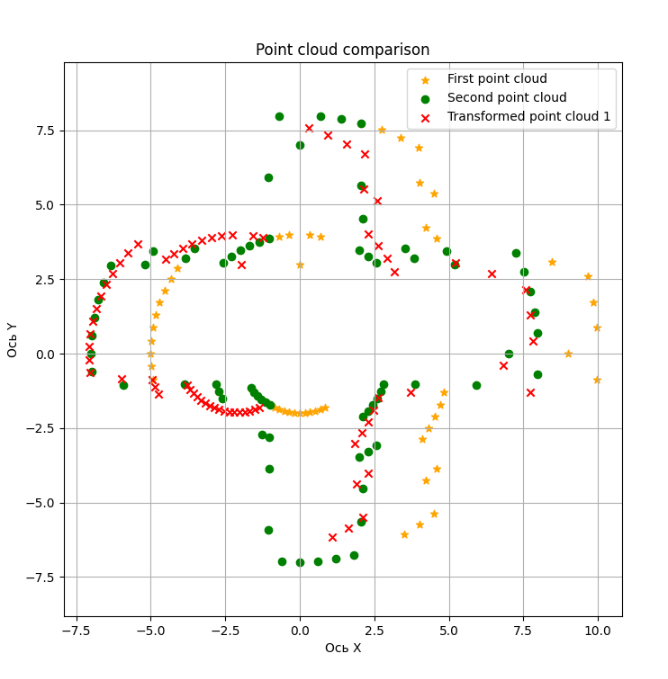 Point cloud comparison
First point cloud
Second point cloud
Transformed point cloud 1
7.5
5.0
2.5
0.0
−2.5
−5.0
−7.5
Ось Y
−7.5 −5.0 −2.5 0.0 2.5 5.0 7.5 10.0
Ось X